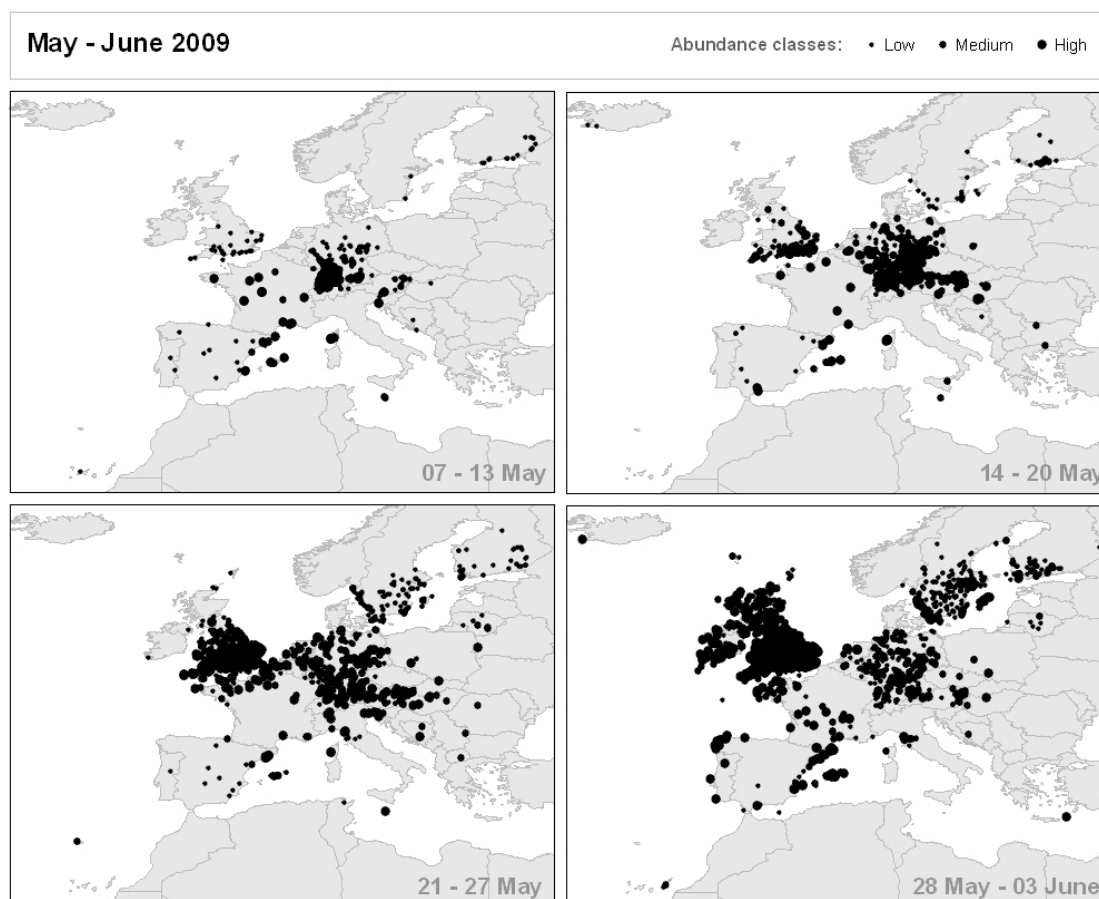 May - June 2009
Abundance classes: Low Medium High
07 - 13 May
14 - 20 May
21 - 27 May
28 May - 03 June